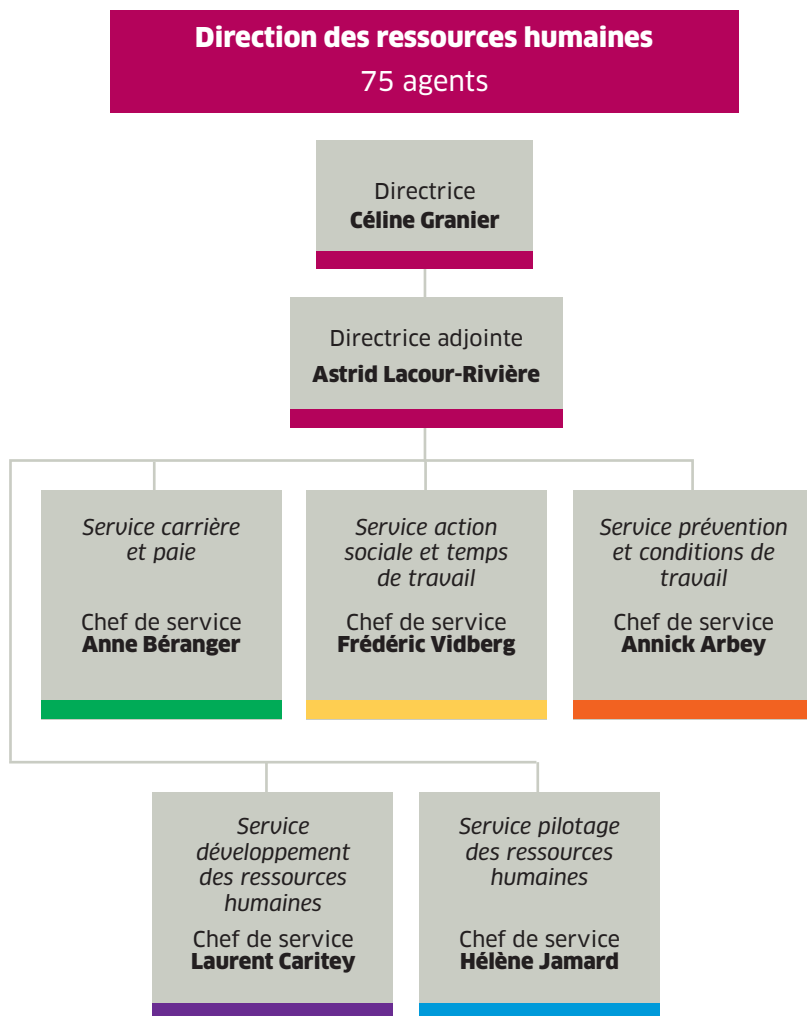 Direction des ressources humaines
75 agents
Directrice
Céline Granier
Directrice adjointe
Astrid Lacour-Rivière
Service carrière
et paie
Chef de service
Anne Béranger
Service action
sociale et temps
de travail
Chef de service
Frédéric Vidberg
Service prévention
et conditions de
travail
Chef de service
Annick Arbey
Service
développement
des ressources
humaines
Chef de service
Laurent Caritey
Service pilotage
des ressources
humaines
Chef de service
Hélène Jamard